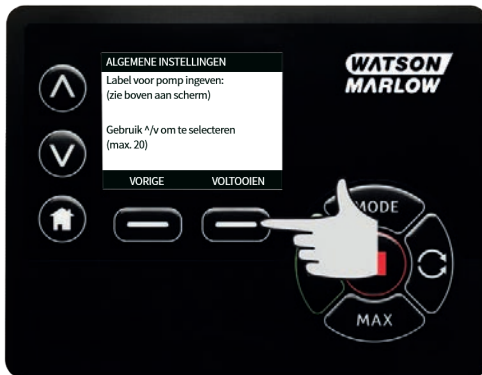 ALGEMENE INSTELLINGEN
Label voor pomp ingeven:
(zie boven aan scherm)
Gebruik ^/v om te selecteren
(max. 20)
VORIGE VOLTOOIEN
WATSON
MARLOW
MODE
MAX